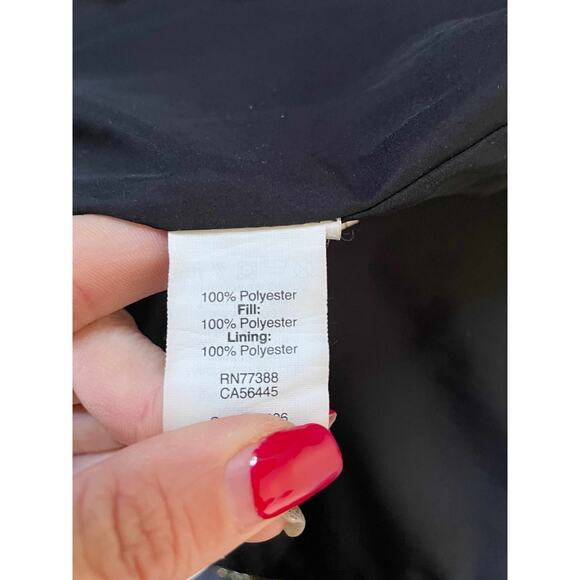 100% Polyester
Fill:
100% Polyester
Lining:
100% Polyester
RN77388
CA56445